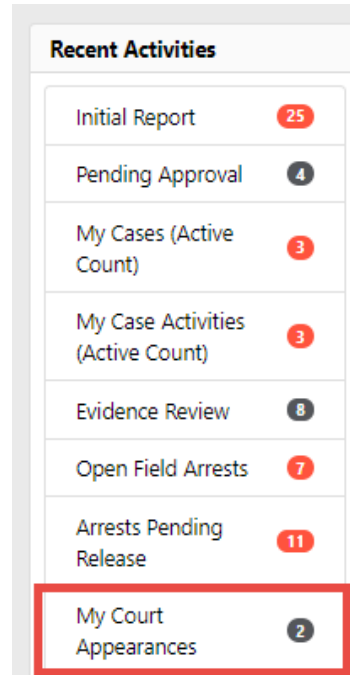 Recent Activities
Initial Report 25
Pending Approval 4
My Cases (Active
Count) 3
My Case Activities
(Active Count) 3
Evidence Review 8
Open Field Arrests 7
Arrests Pending
Release 11
My Court
Appearances 2